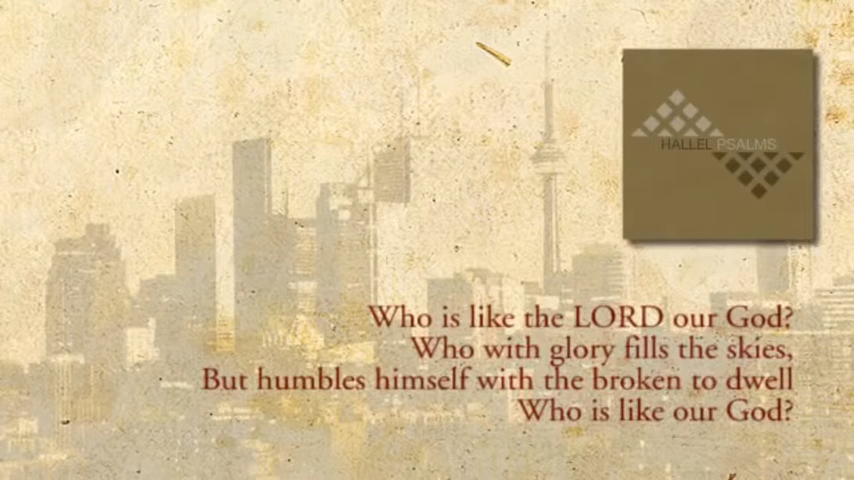 HALLEL PSALMS
Who is like the LORD our God?
Who with glory fills the skies,
But humbles himself with the broken to dwell
Who is like our God?